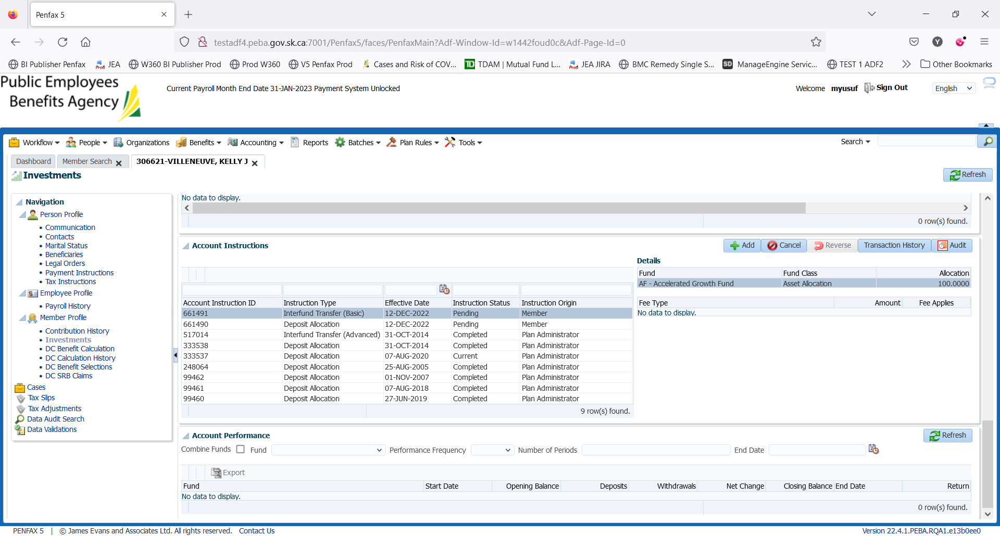 Penfax 5
testadf4.peba.gov.sk.ca:7001/Penfax5/faces/PenfaxMain?Adf-Window-Id=w1442foud0c&Adf-Page-Id=0
Y
BI Publisher Penfax JEA W360 BI Publisher Prod Prod W360 V5 Penfax Prod Cases and Risk of COV... TDAM | Mutual Fund L... JEA JIRA BMC Remedy Single S... SD ManageEngine Servic... TEST 1 ADF2 Other Bookmarks
Public Employees
Benefits Agency
Current Payroll Month End Date 31-JAN-2023 Payment System Unlocked
Welcome myusuf Sign Out English
Workflow People Organizations Benefits Accounting Reports Batches Plan Rules Tools Search
Dashboard Member Search 306621-VILLENEUVE, KELLY J
Investments Refresh
Navigation
Person Profile
Communication
Contacts
Marital Status
Beneficiaries
Legal Orders
Payment Instructions
Tax Instructions
Employee Profile
Payroll History
Member Profile
Contribution History
Investments
DC Benefit Calculation
DC Calculation History
DC Benefit Selections
DC SRB Claims
Cases
Tax Slips
Tax Adjustments
Data Audit Search
Data Validations
No data to display.
0 row(s) found.
Account Instructions Add Cancel Reverse Transaction History Audit
Account Instruction ID Instruction Type Effective Date Instruction Status Instruction Origin
661491 Interfund Transfer (Basic) 12-DEC-2022 Pending Member
661490 Deposit Allocation 12-DEC-2022 Pending Member
517014 Interfund Transfer (Advanced) 31-OCT-2014 Completed Plan Administrator
333538 Deposit Allocation 31-OCT-2014 Completed Plan Administrator
333537 Deposit Allocation 07-AUG-2020 Current Plan Administrator
248064 Deposit Allocation 25-AUG-2005 Completed Plan Administrator
99462 Deposit Allocation 01-NOV-2007 Completed Plan Administrator
99461 Deposit Allocation 07-AUG-2018 Completed Plan Administrator
99460 Deposit Allocation 27-JUN-2019 Completed Plan Administrator
9 row(s) found.
Details
Fund Fund Class Allocation
AF - Accelerated Growth Fund Asset Allocation 100.0000
Fee Type Amount Fee Applies
No data to display.
Account Performance Refresh
Combine Funds Fund Performance Frequency Number of Periods End Date
Export
Fund Start Date Opening Balance Deposits Withdrawals Net Change Closing Balance End Date Return
No data to display.
0 row(s) found.
PENFAX 5 | © James Evans and Associates Ltd. All rights reserved. Contact Us Version 22.4.1.PEBA.RQA1.e13b0ee0